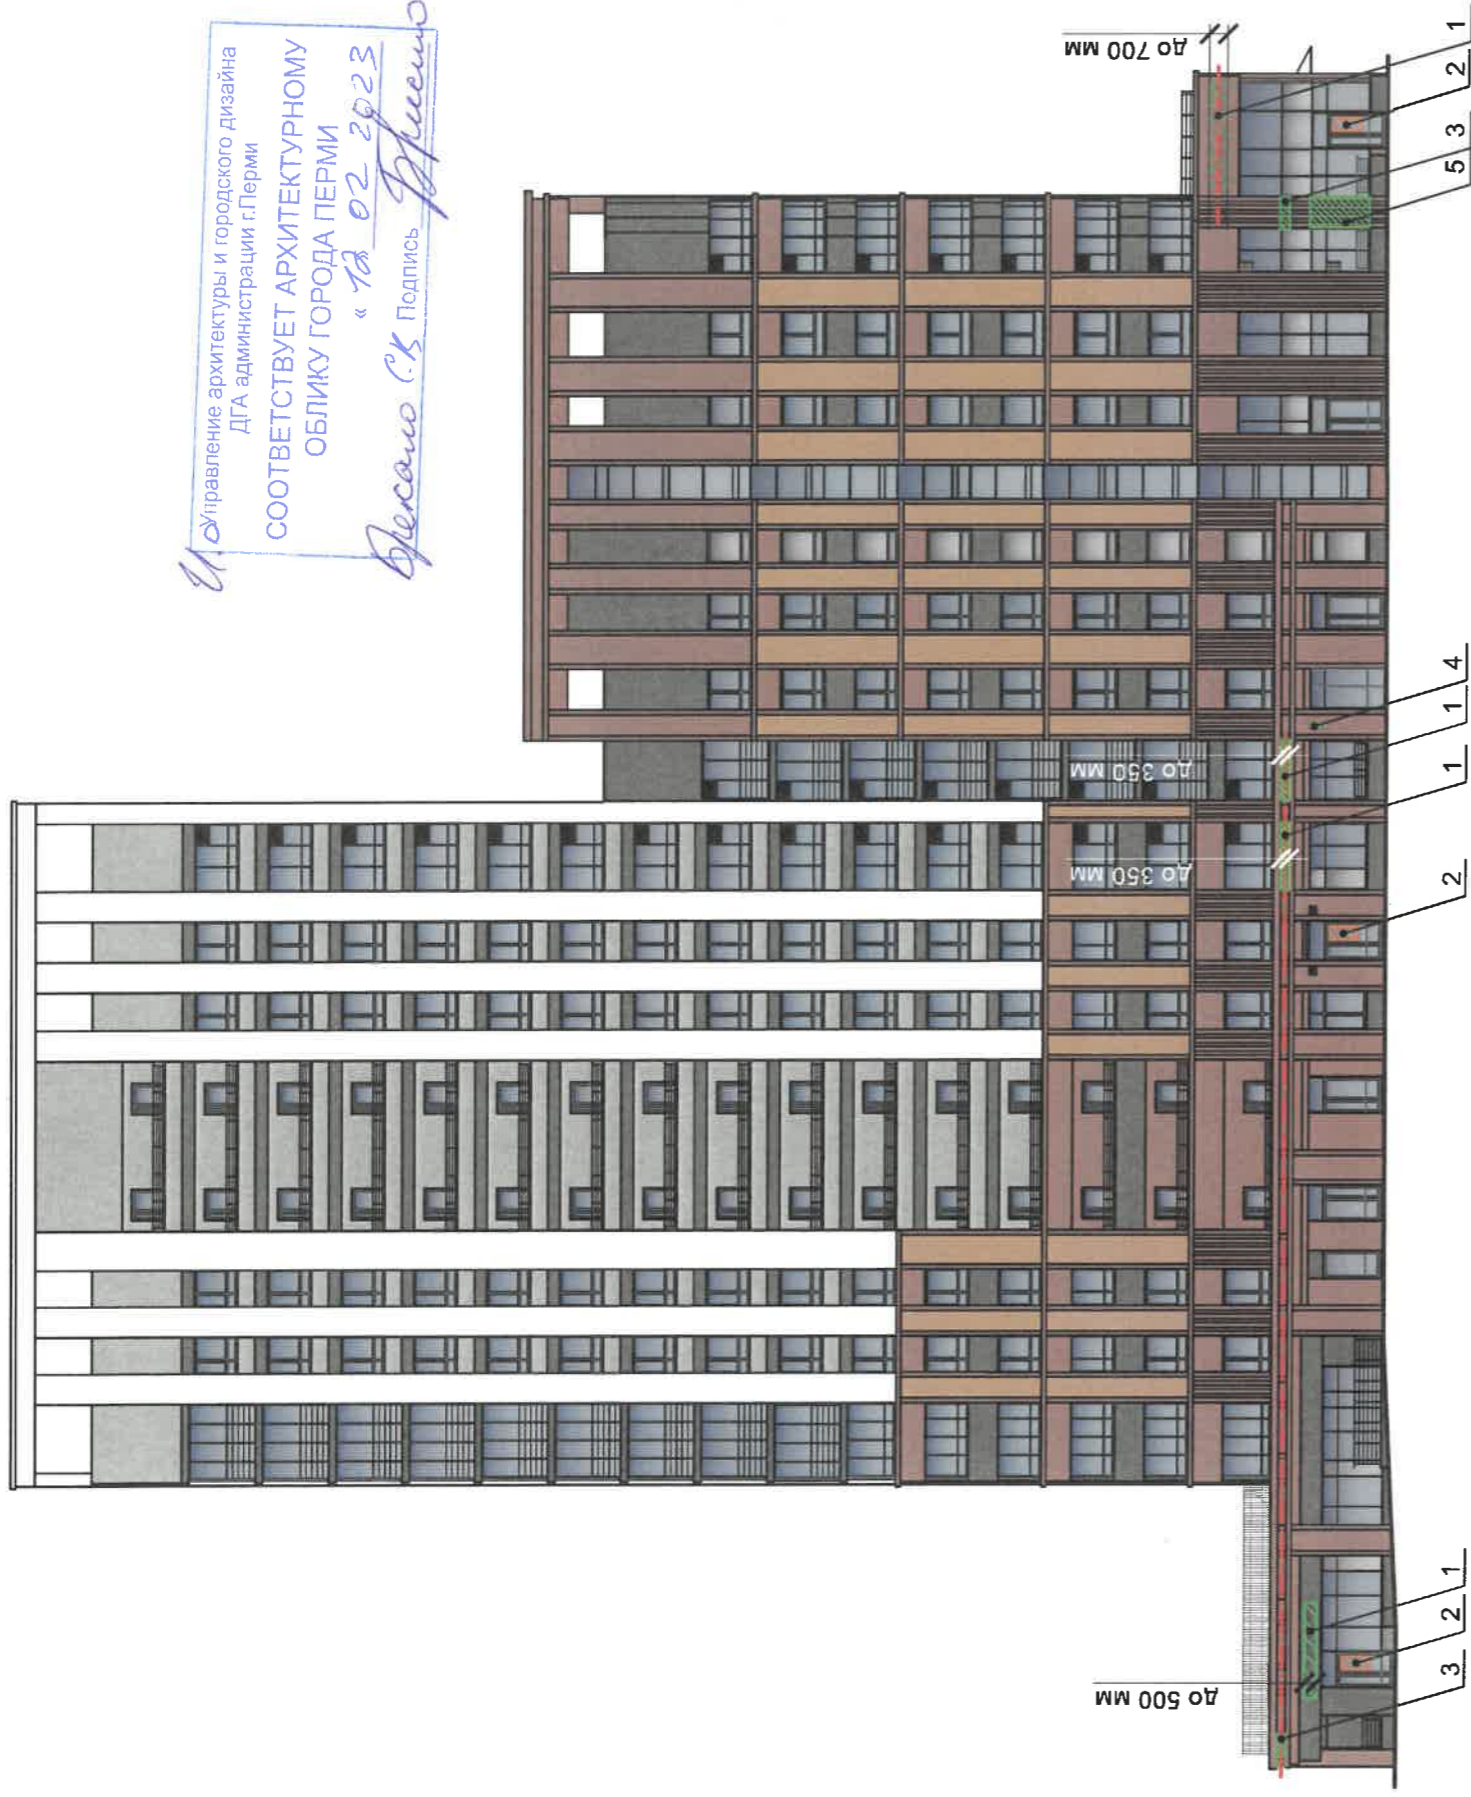 И.о
Управление архитектуры и городского дизайна
ДГА администрации г.Перми
СООТВЕТСТВУЕТ АРХИТЕКТУРНОМУ
ОБЛИКУ ГОРОДА ПЕРМИ
« 02 2023
С.К Подпись
до 700 мм
1
2
3
5
до 350 мм
до 350 мм
4
1
1
2
до 500 мм
1
2
3